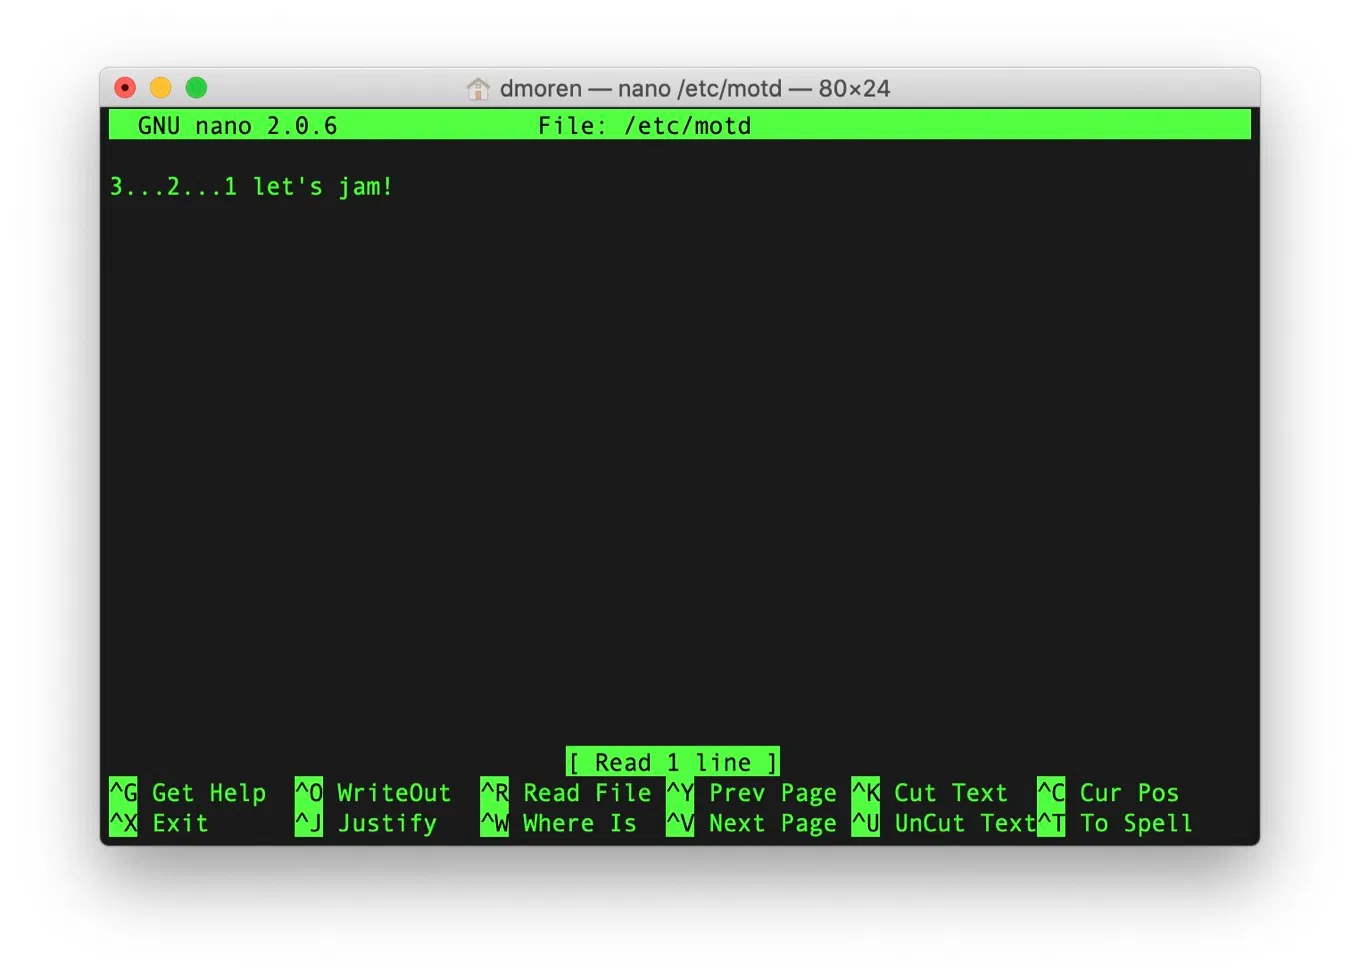 dmoren — nano /etc/motd — 80×24
GNU nano 2.0.6 File: /etc/motd
3...2...1 let's jam!
[ Read 1 line ]
^G Get Help ^O WriteOut ^R Read File ^Y Prev Page ^K Cut Text ^C Cur Pos
^X Exit ^J Justify ^W Where Is ^V Next Page ^U UnCut Text ^T To Spell